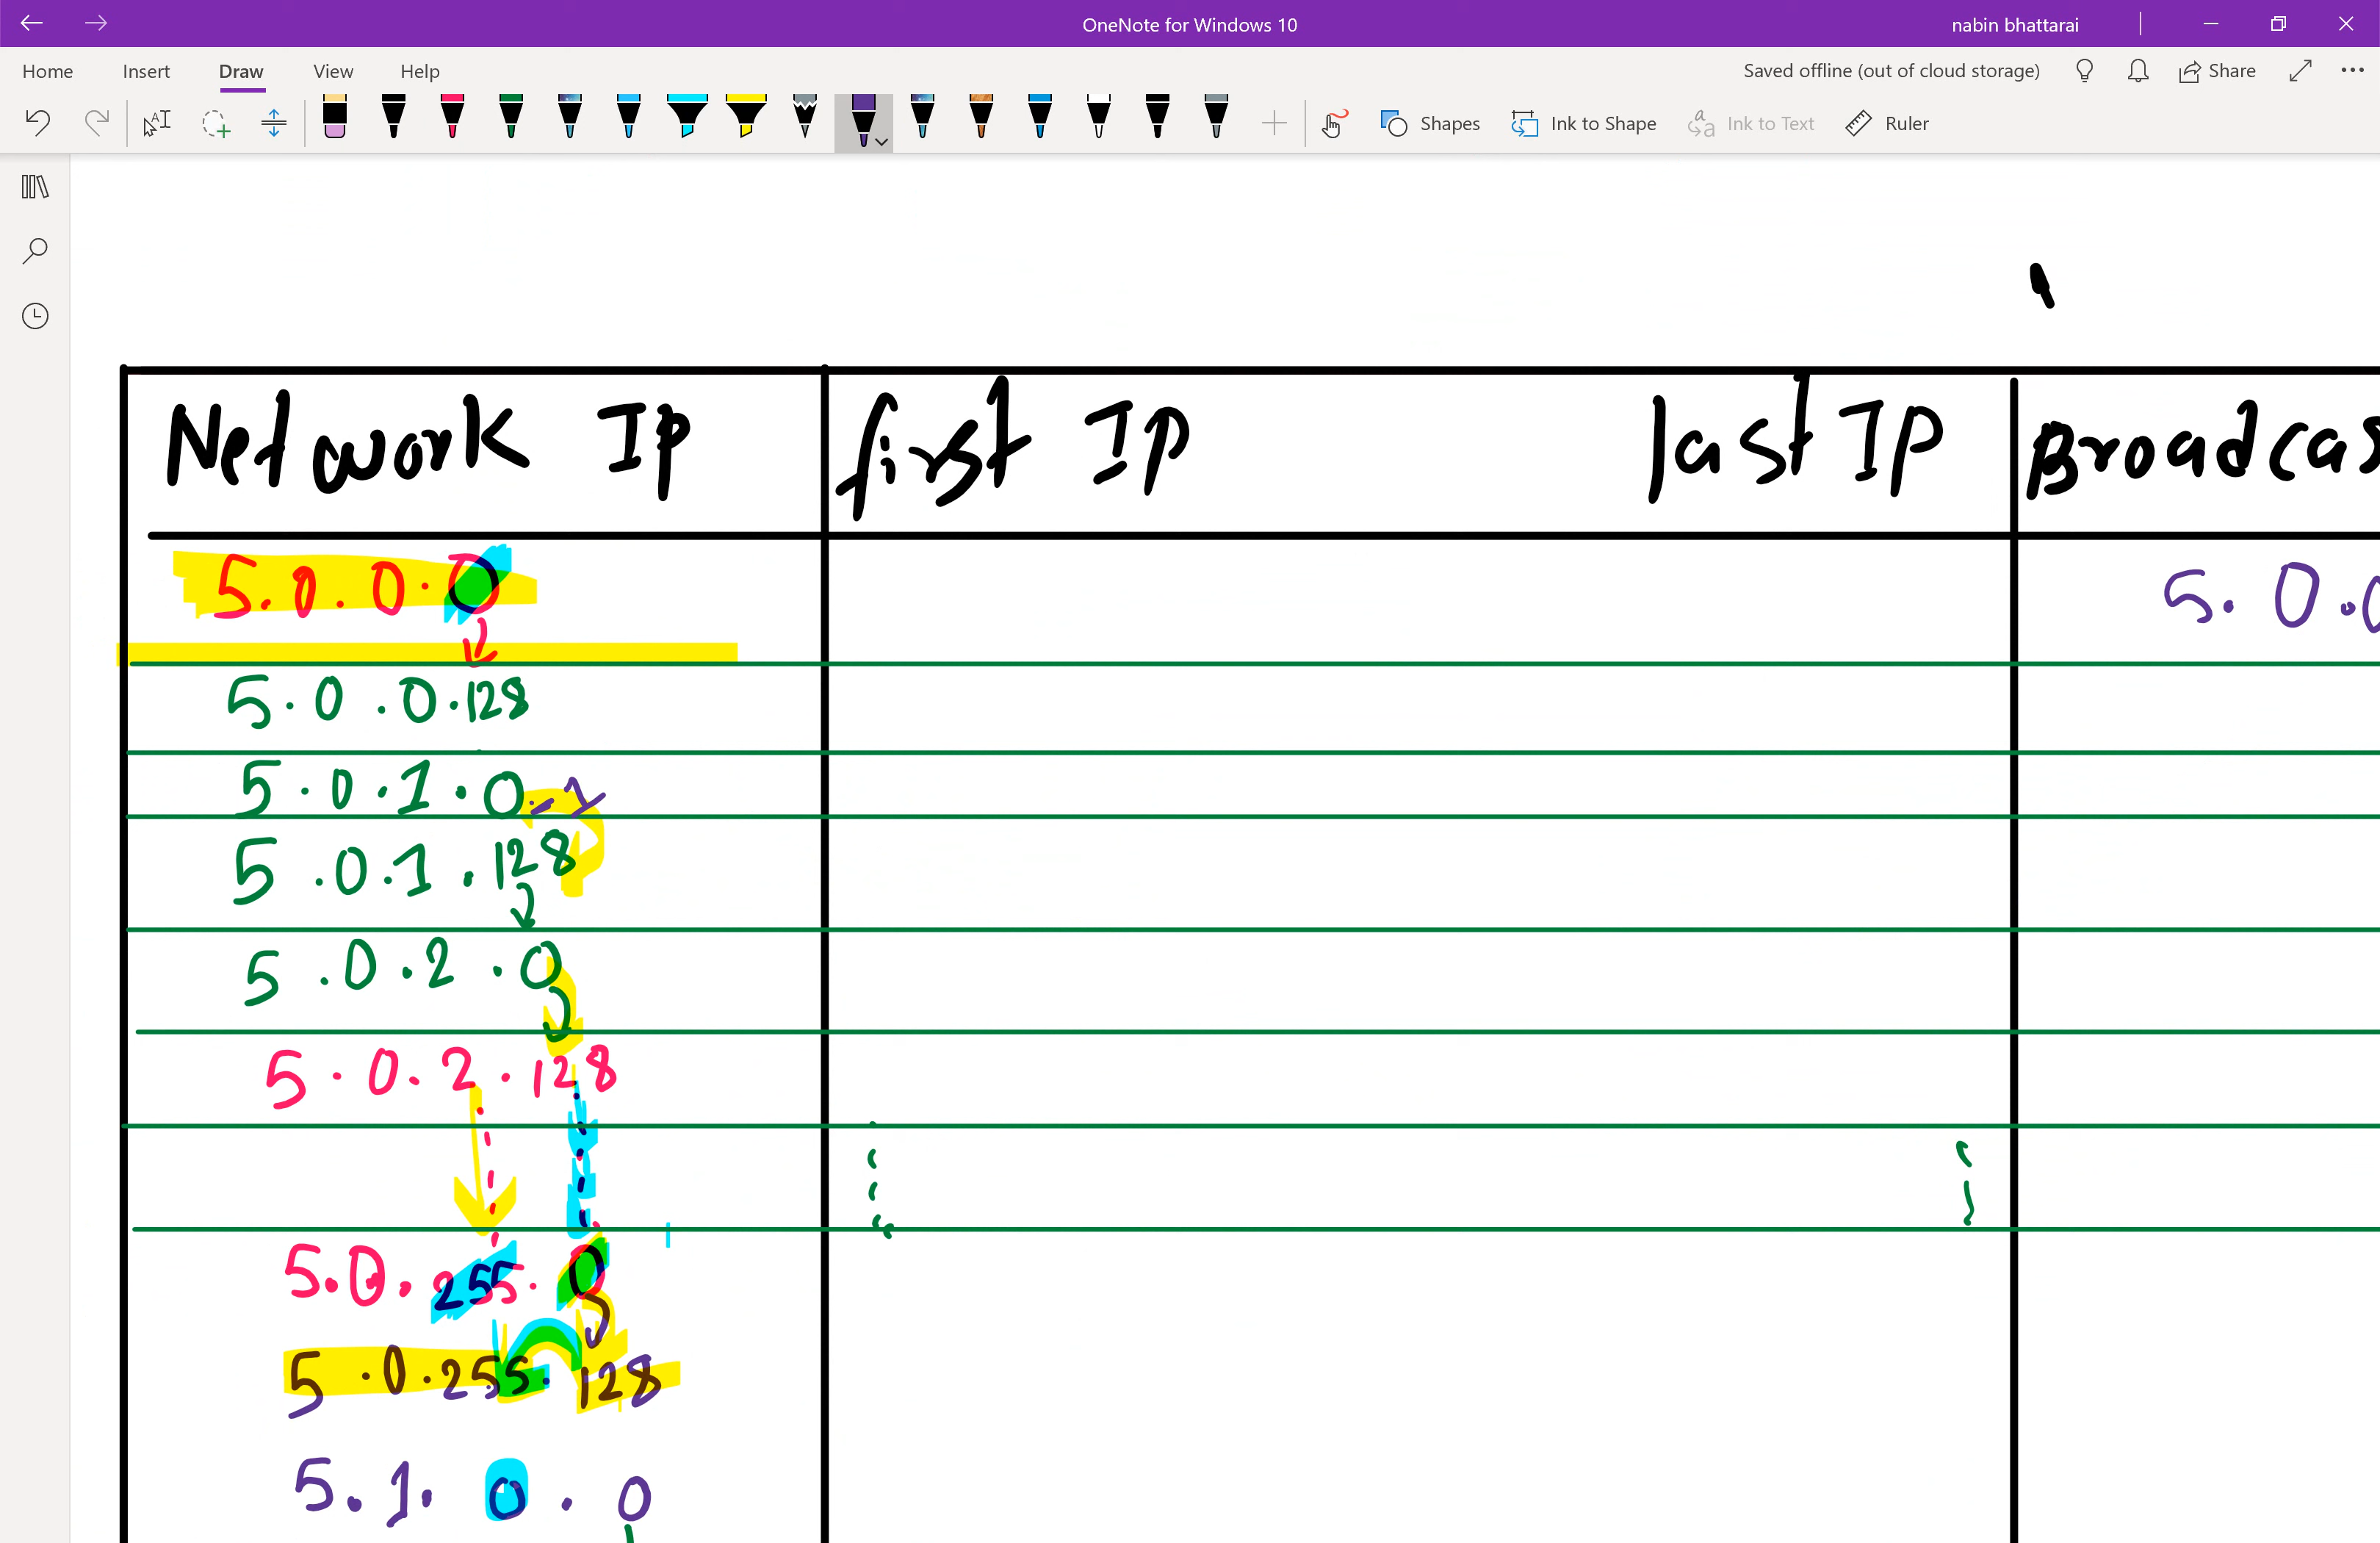 OneNote for Windows 10 nabin bhattarai
Home Insert Draw View Help Saved offline (out of cloud storage) Share
Shapes Ink to Shape Ink to Text Ruler
Network Ip first IP last IP Broadcas
5.0.0.0 5.0.0
5.0.0.128
5.0.1.0 -1
5.0.1.128
5.0.2.0
5.0.2.128
5.0.255.0
5.0.255.128
5.1.0.0